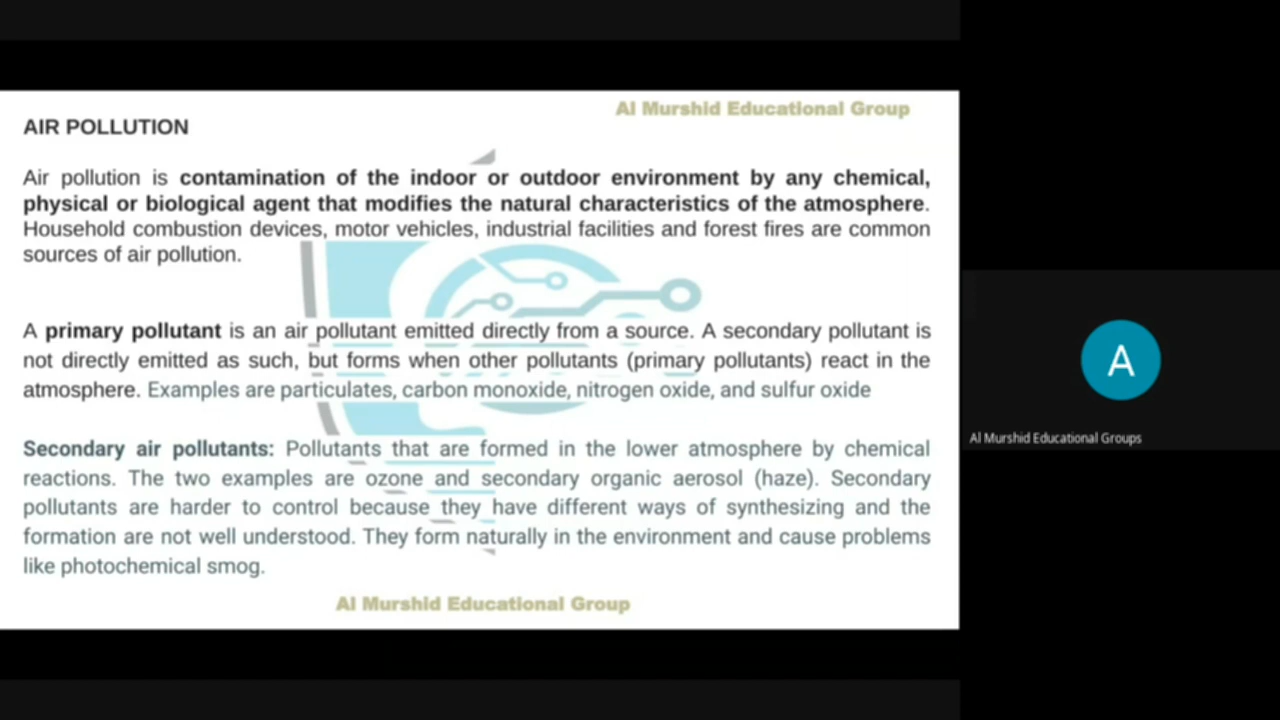 Al Murshid Educational Group
AIR POLLUTION
Air pollution is contamination of the indoor or outdoor environment by any chemical,
physical or biological agent that modifies the natural characteristics of the atmosphere.
Household combustion devices, motor vehicles, industrial facilities and forest fires are common
sources of air pollution.
A primary pollutant is an air pollutant emitted directly from a source. A secondary pollutant is
not directly emitted as such, but forms when other pollutants (primary pollutants) react in the
atmosphere. Examples are particulates, carbon monoxide, nitrogen oxide, and sulfur oxide
Secondary air pollutants: Pollutants that are formed in the lower atmosphere by chemical
reactions. The two examples are ozone and secondary organic aerosol (haze). Secondary
pollutants are harder to control because they have different ways of synthesizing and the
formation are not well understood. They form naturally in the environment and cause problems
like photochemical smog.
Al Murshid Educational Group
A
Al Murshid Educational Groups